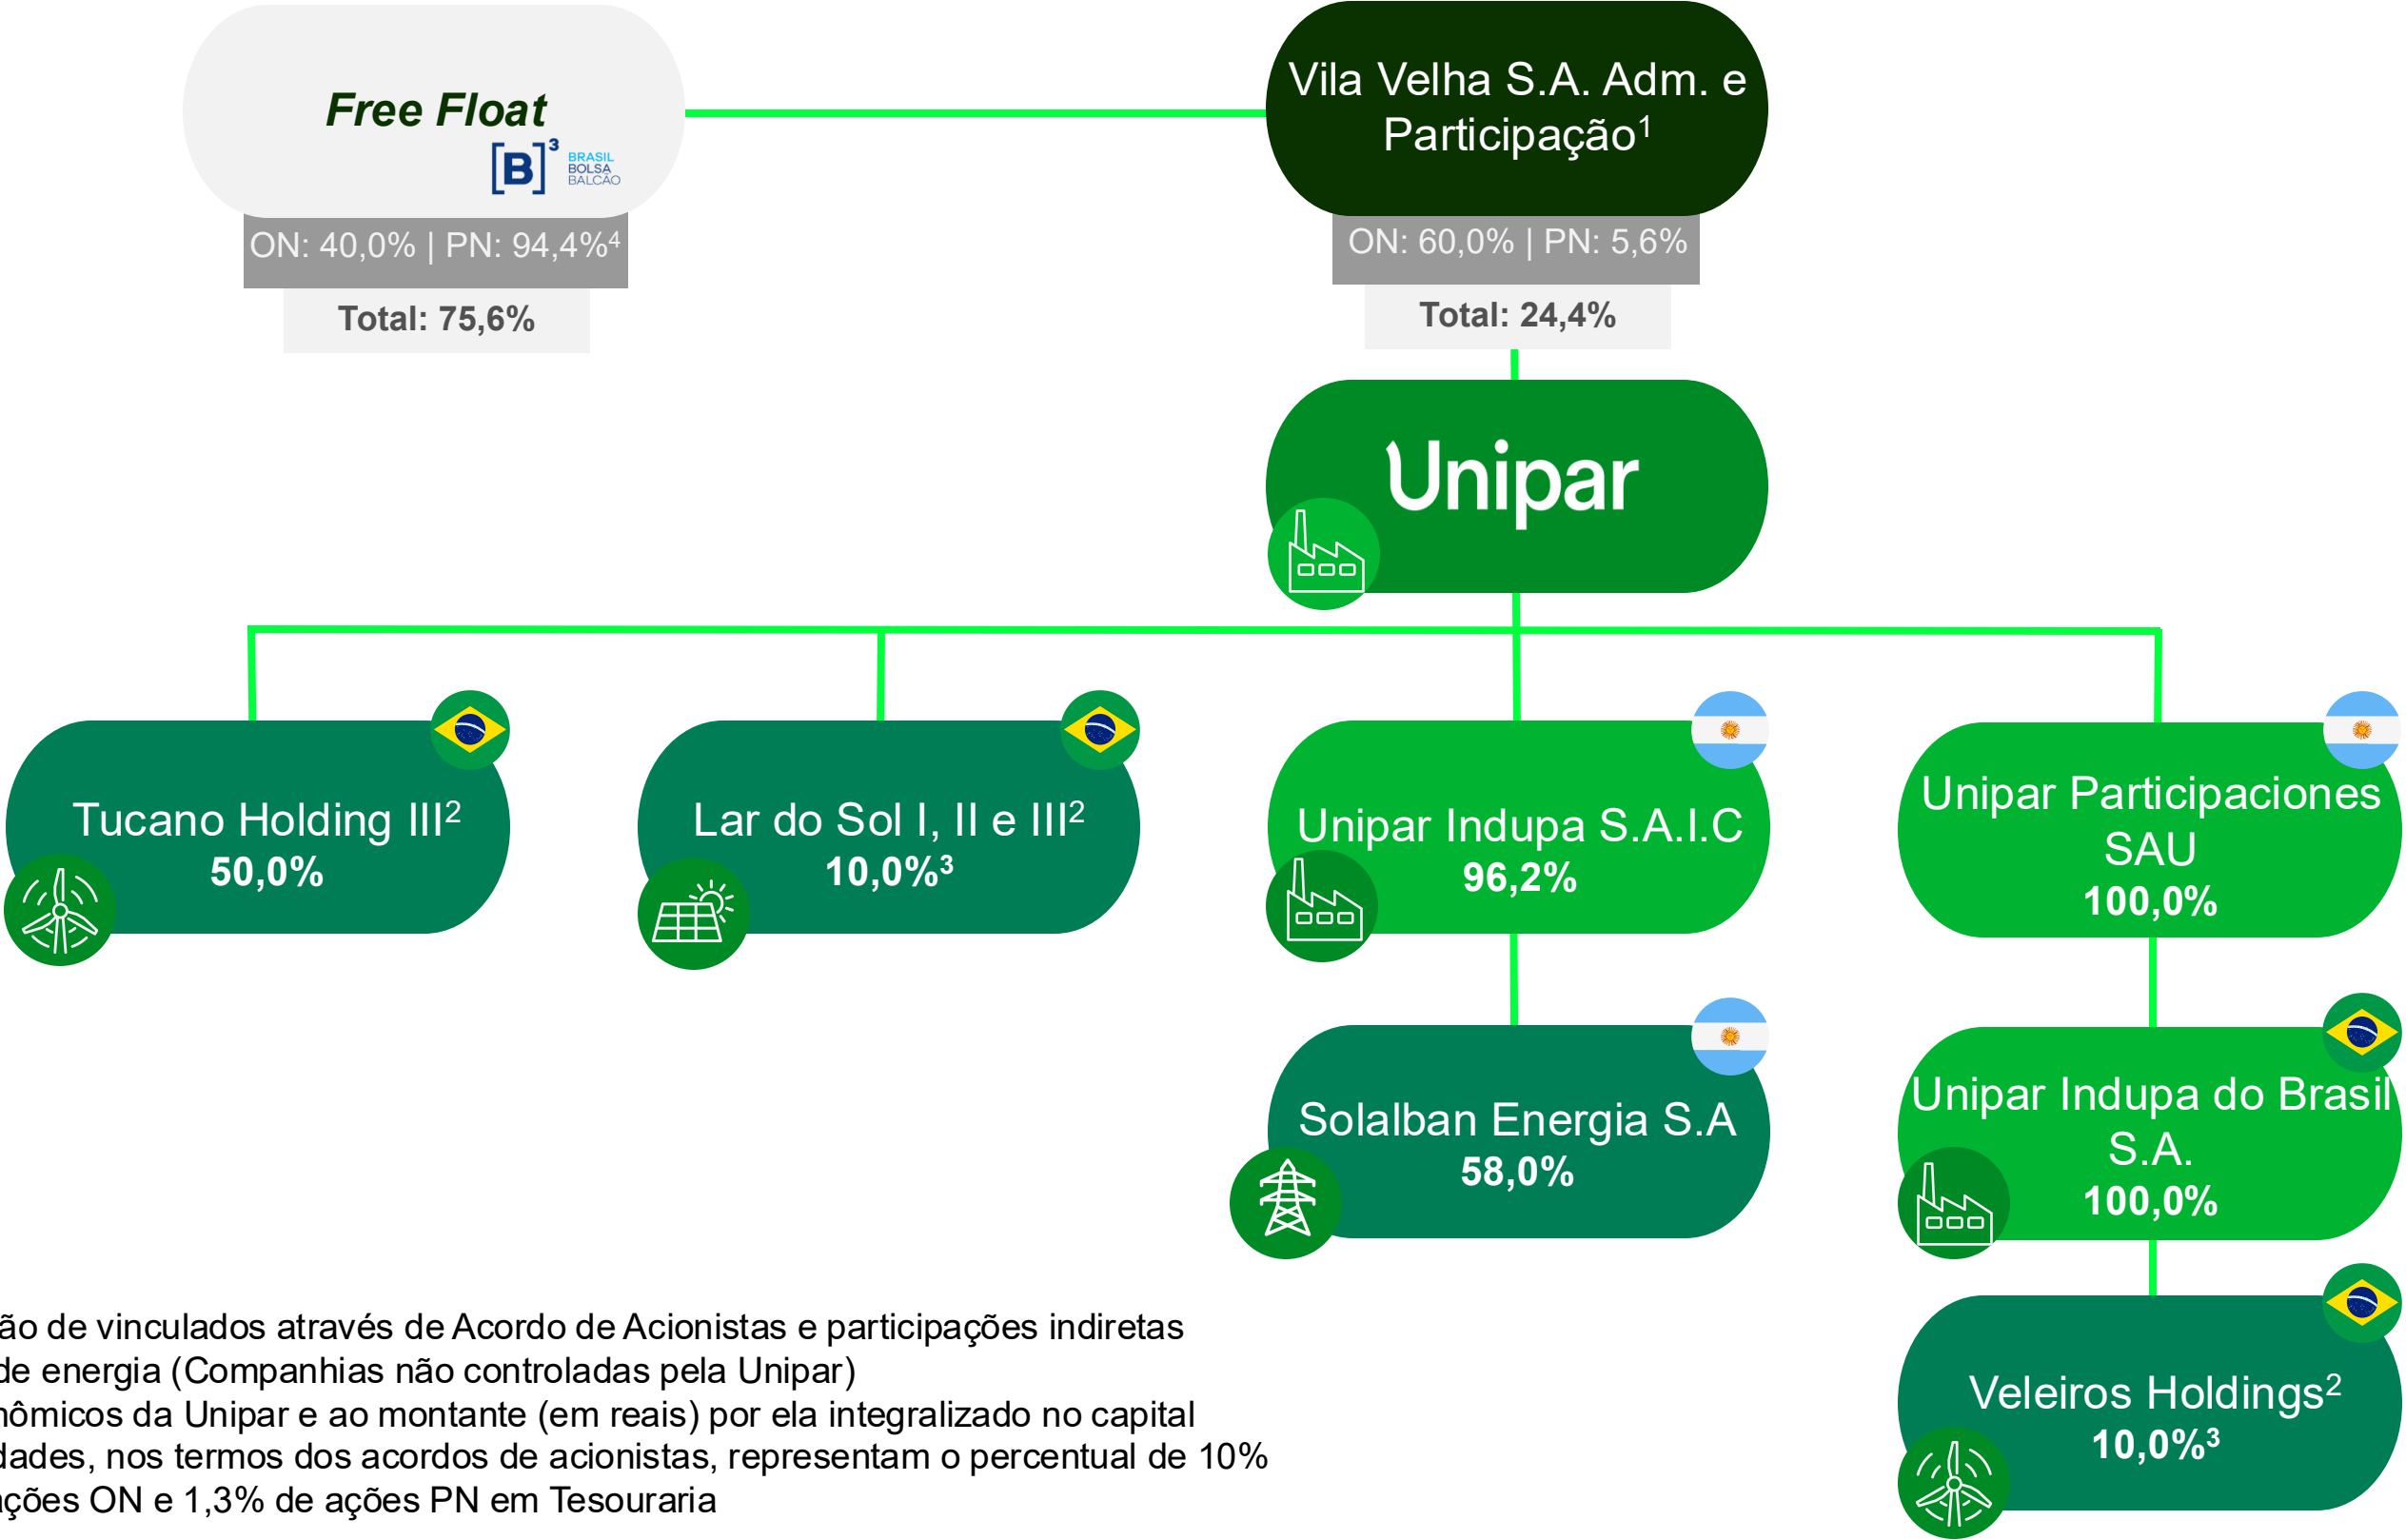 Free Float
[B]³ BRASIL
BOLSA
BALCÃO
ON: 40,0% | PN: 94,4%⁴
Total: 75,6%
Vila Velha S.A. Adm. e
Participação¹
ON: 60,0% | PN: 5,6%
Total: 24,4%
Unipar
Tucano Holding III²
50,0%
Lar do Sol I, II e III²
10,0%³
Unipar Indupa S.A.I.C
96,2%
Unipar Participaciones
SAU
100,0%
Solalban Energia S.A
58,0%
Unipar Indupa do Brasil
S.A.
100,0%
Veleiros Holdings²
10,0%³
ão de vinculados através de Acordo de Acionistas e participações indiretas
de energia (Companhias não controladas pela Unipar)
nômicos da Unipar e ao montante (em reais) por ela integralizado no capital
dades, nos termos dos acordos de acionistas, representam o percentual de 10%
ações ON e 1,3% de ações PN em Tesouraria